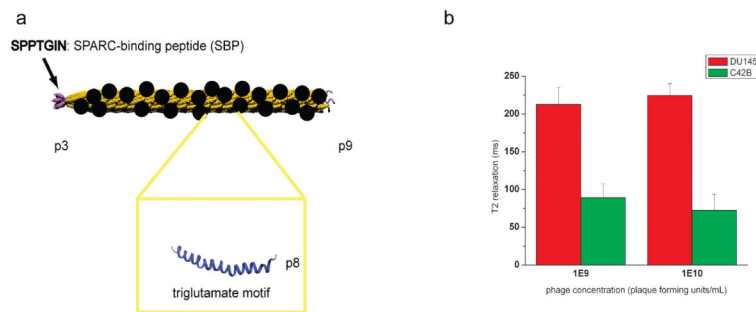 a
SPPTGIN: SPARC-binding peptide (SBP)
p3
p9
p8
triglutamate motif
b
DU145
C42B
250
200
150
100
50
0
T2 relaxation (ms)
1E9
1E10
phage concentration (plaque forming units/mL)